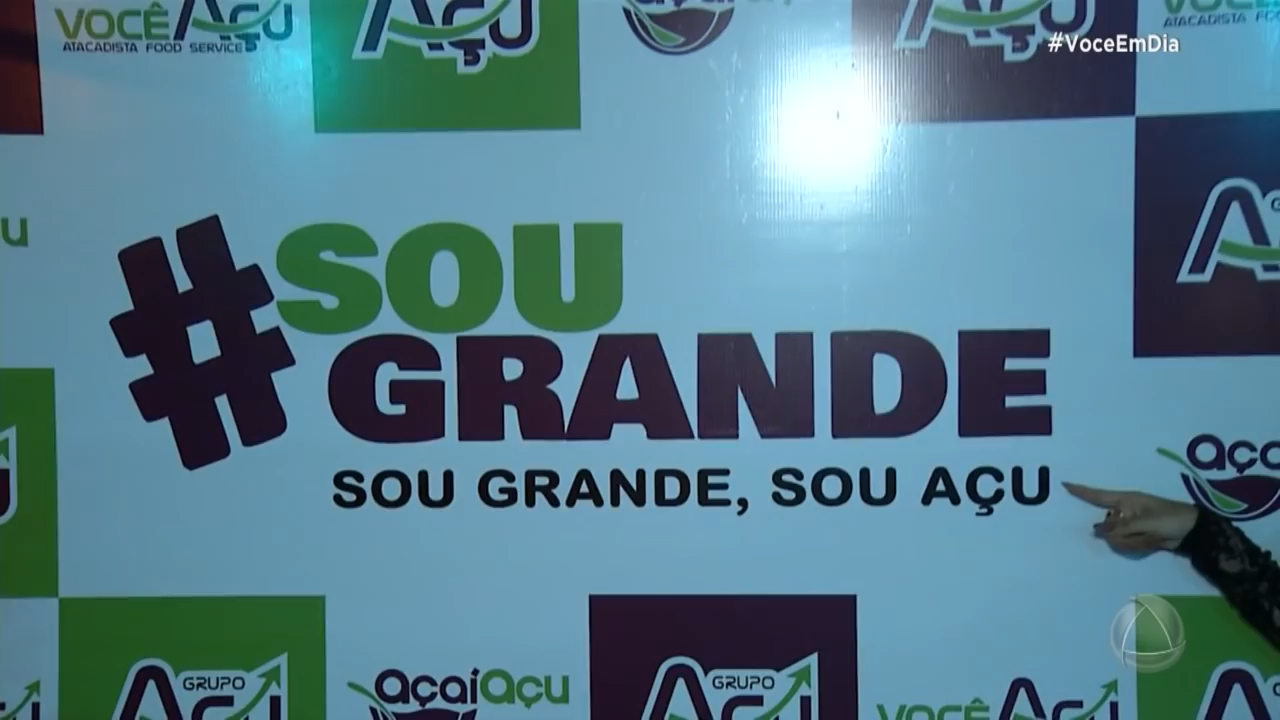 VOCÊ AÇU
ATACADISTA FOOD SERVICE
AÇU
AÇU
#VoceEmDia
#SOU
GRANDE
SOU GRANDE, SOU AÇU
GRUPO
AÇU
açaíAçu
GRUPO
AÇU
VOCÊ